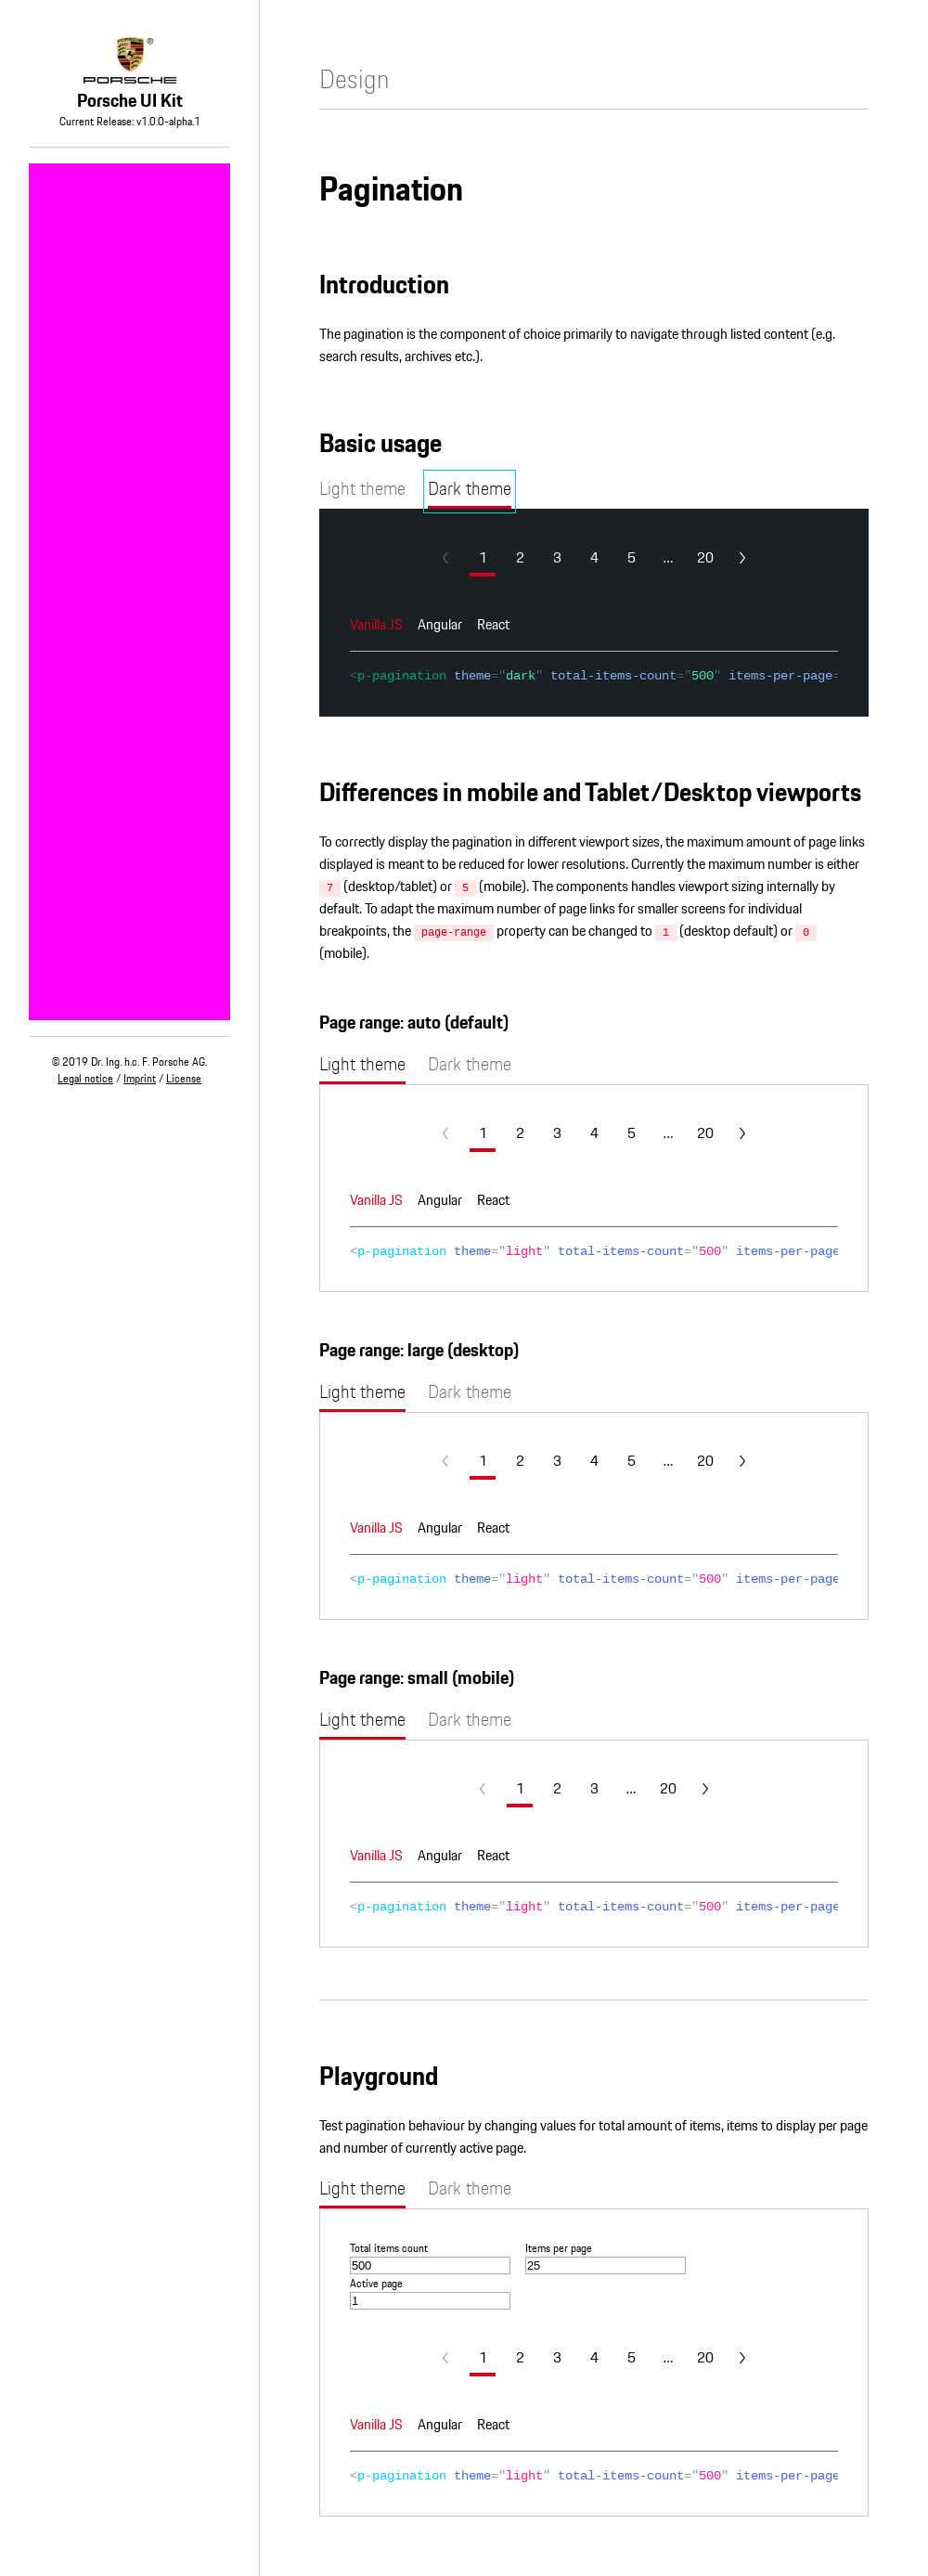 PORSCHE
Porsche UI Kit
Current Release: v1.0.0-alpha.1
© 2019 Dr. Ing. h.c. F. Porsche AG.
Legal notice / Imprint / License
Design
Pagination
Introduction
The pagination is the component of choice primarily to navigate through listed content (e.g.
search results, archives etc.).
Basic usage
Light theme Dark theme
1 2 3 4 5 ... 20
Vanilla JS Angular React
<p-pagination theme="dark" total-items-count="500" items-per-page=
Differences in mobile and Tablet/Desktop viewports
To correctly display the pagination in different viewport sizes, the maximum amount of page links
displayed is meant to be reduced for lower resolutions. Currently the maximum number is either
7 (desktop/tablet) or 5 (mobile). The components handles viewport sizing internally by
default. To adapt the maximum number of page links for smaller screens for individual
breakpoints, the page-range property can be changed to 1 (desktop default) or 0
(mobile).
Page range: auto (default)
Light theme Dark theme
1 2 3 4 5 ... 20
Vanilla JS Angular React
<p-pagination theme="light" total-items-count="500" items-per-page
Page range: large (desktop)
Light theme Dark theme
1 2 3 4 5 ... 20
Vanilla JS Angular React
<p-pagination theme="light" total-items-count="500" items-per-page
Page range: small (mobile)
Light theme Dark theme
1 2 3 ... 20
Vanilla JS Angular React
<p-pagination theme="light" total-items-count="500" items-per-page
Playground
Test pagination behaviour by changing values for total amount of items, items to display per page
and number of currently active page.
Light theme Dark theme
Total items count Items per page
500 25
Active page
1
1 2 3 4 5 ... 20
Vanilla JS Angular React
<p-pagination theme="light" total-items-count="500" items-per-page